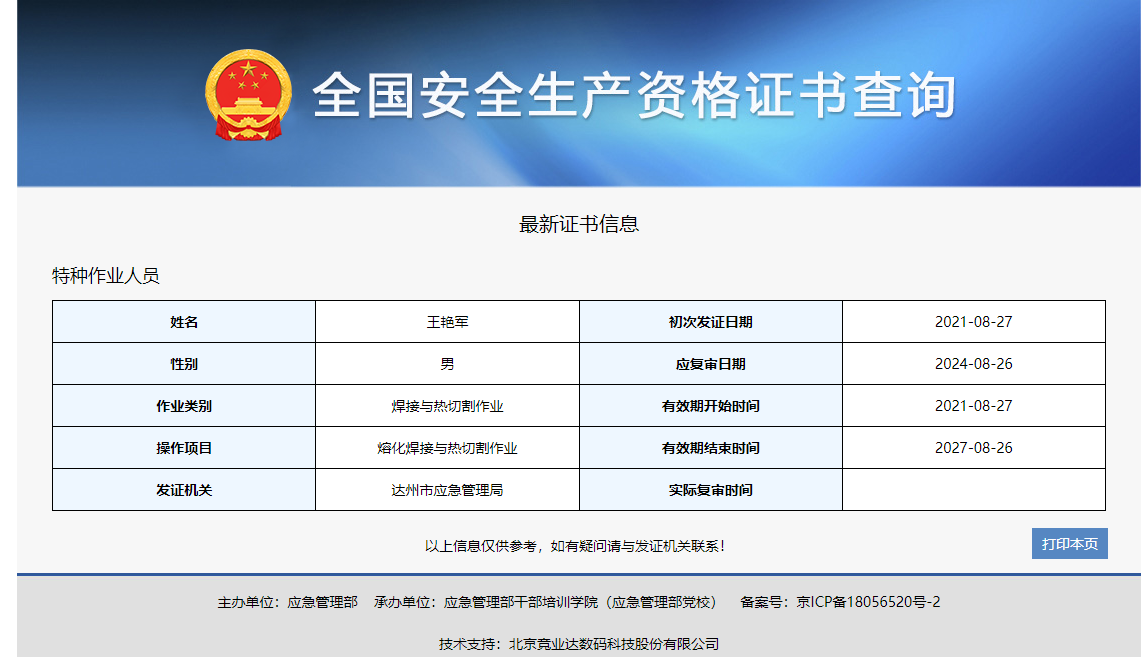 全国安全生产资格证书查询
最新证书信息
特种作业人员
姓名 王艳军 初次发证日期 2021-08-27
性别 男 应复审日期 2024-08-26
作业类别 焊接与热切割作业 有效期开始时间 2021-08-27
操作项目 熔化焊接与热切割作业 有效期结束时间 2027-08-26
发证机关 达州市应急管理局 实际复审时间
以上信息仅供参考，如有疑问请与发证机关联系！
打印本页
主办单位：应急管理部 承办单位：应急管理部干部培训学院（应急管理部党校） 备案号：京ICP备18056520号-2
技术支持：北京竟业达数码科技股份有限公司